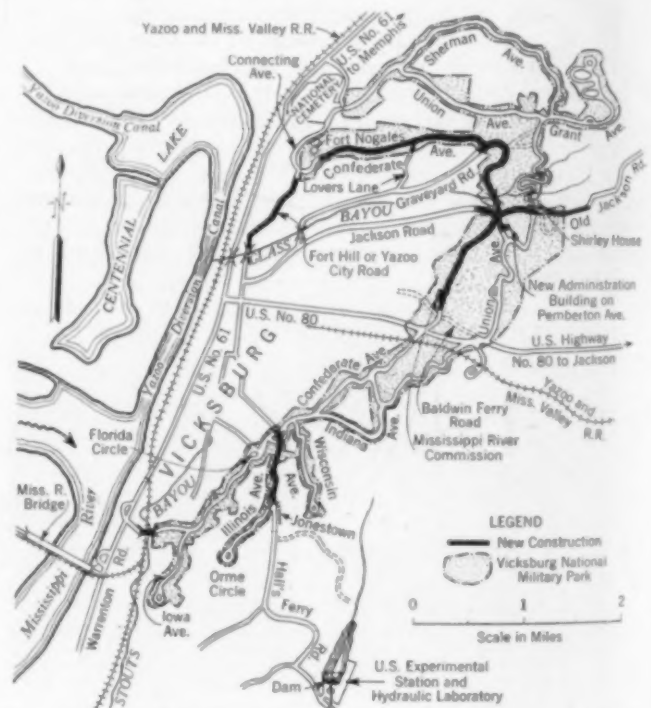 Yazoo and Miss. Valley R.R.
U.S. No. 61
to Memphis
Connecting
Ave.
Sherman
Ave.
NATIONAL
CEMETERY
Union
Ave.
Grant
Ave.
Yazoo Diversion Canal
LAKE
CENTENNIAL
Fort Nogales
Ave.
Confederate
Lovers Lane
Graveyard Rd.
BAYOU
Jackson Road
GLASS
Fort Hill or Yazoo
City Road
Old
Jackson Rd.
Shirley House
New Administration
Building on
Pemberton Ave.
Union Ave.
Yazoo Diversion Canal
U.S. No. 80
U.S. No. 61
U.S. Highway
No. 80 to Jackson
Yazoo and
Miss. Valley
R.R.
VICKSBURG
Confederate Ave.
Indiana
Ave.
Baldwin Ferry
Road
Mississippi River
Commission
Florida
Circle
Miss. R.
Bridge
BAYOU
Wisconsin
Ave.
Illinois
Ave.
Jonestown
Orme
Circle
Iowa
Ave.
Mississippi
River
Warrenton
Rd.
STOUTS
Hall's
Ferry
Rd.
Dam
U.S. Experimental
Station and
Hydraulic Laboratory
LEGEND
New Construction
Vicksburg National
Military Park
0 1 2
Scale in Miles